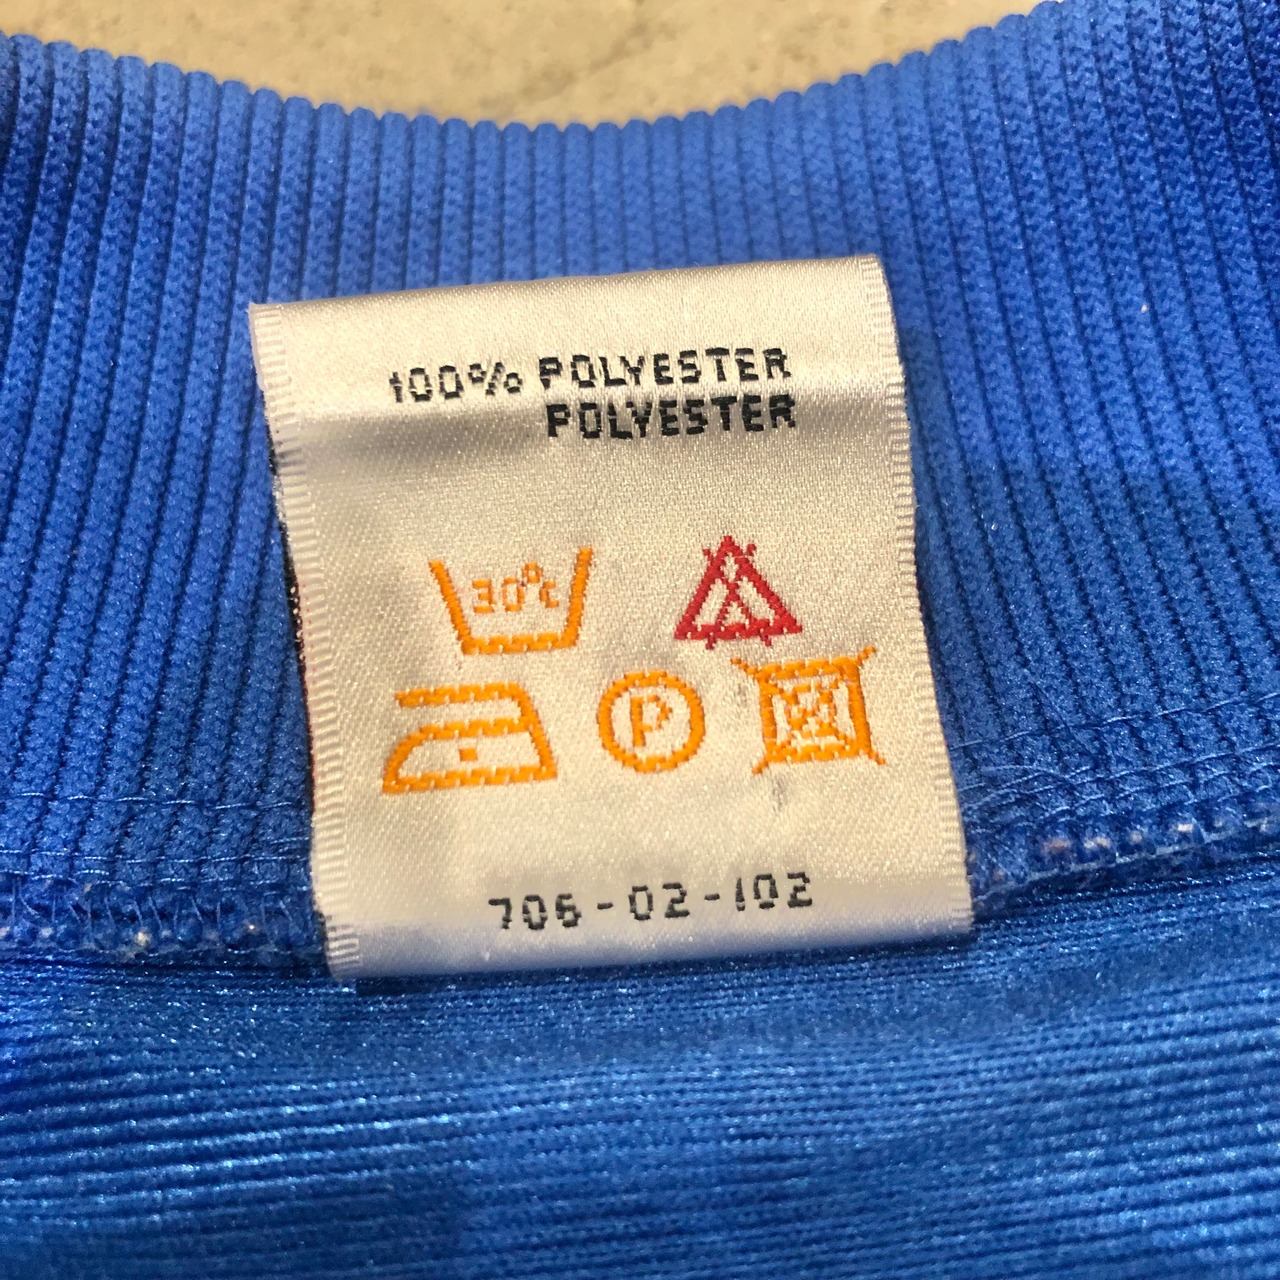 100% POLYESTER
POLYESTER
30°c
P
706-02-102